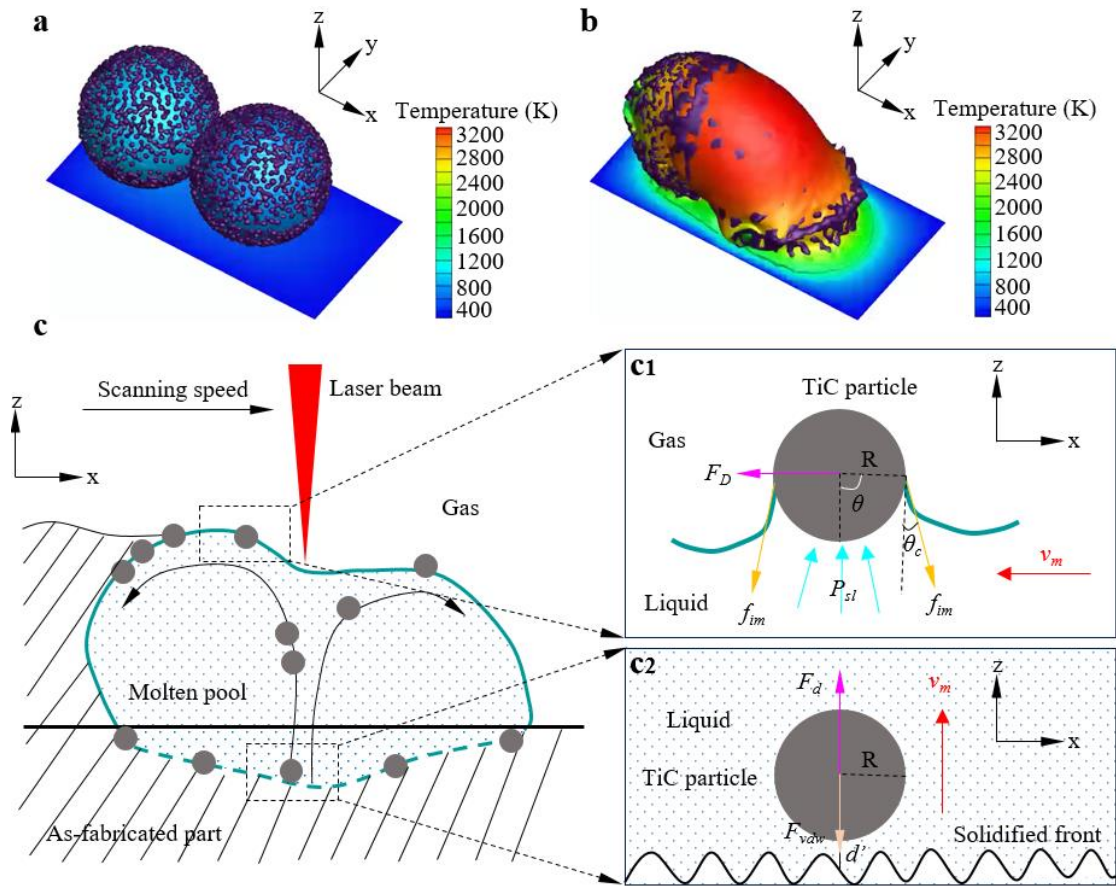 a
z
y
x
Temperature (K)
3200
2800
2400
2000
1600
1200
800
400
b
z
y
x
Temperature (K)
3200
2800
2400
2000
1600
1200
800
400
c
z
x
Scanning speed
Laser beam
Gas
Molten pool
As-fabricated part
c1
TiC particle
z
x
Gas
R
F_D
θ
θ_c
v_m
P_sl
Liquid
f_im
f_im
c2
F_d
v_m
z
x
Liquid
R
TiC particle
F_vdw
d'
Solidified front